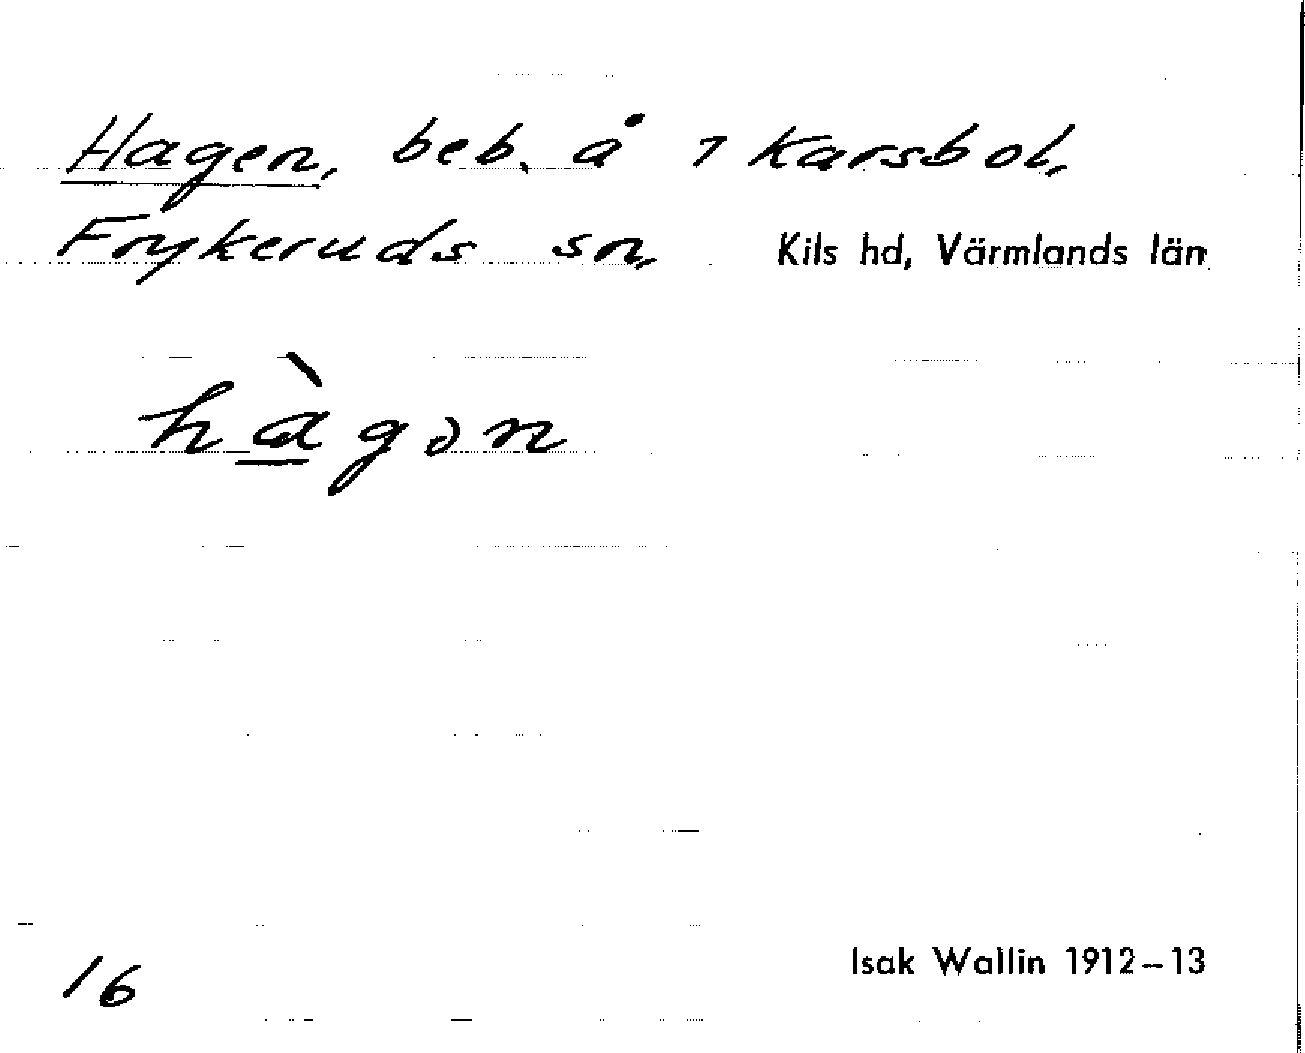 Hagen, beb. å 1 Karsbol,
Frykeruds sn, Kils hd, Värmlands län
hàgən
16
Isak Wallin 1912–13